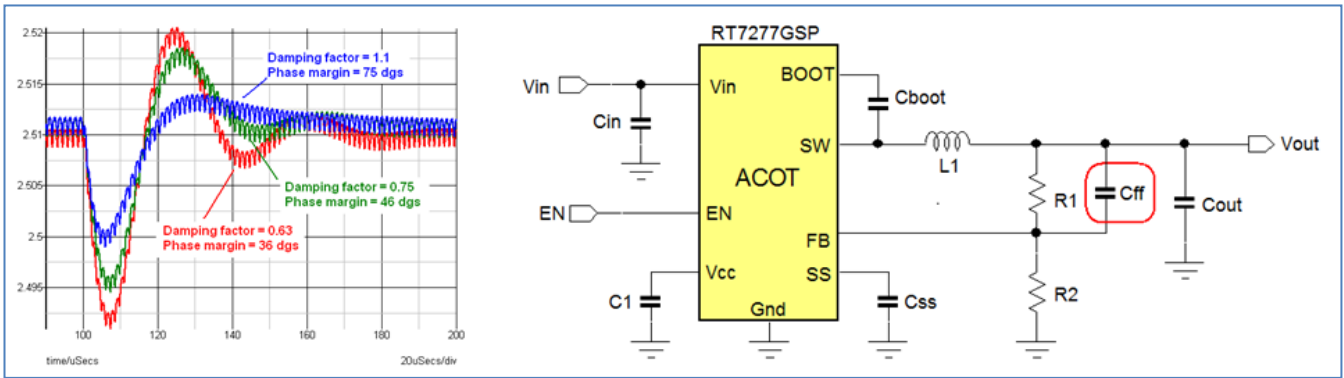 2.52
2.515
2.51
2.505
2.5
2.495
80
100
120
140
160
180
200
time/uSecs
20uSecs/div
Damping factor = 1.1
Phase margin = 75 dgs
Damping factor = 0.75
Phase margin = 46 dgs
Damping factor = 0.63
Phase margin = 36 dgs
RT7277GSP
Vin
Vin
BOOT
Cin
Cboot
SW
L1
Vout
ACOT
R1
Cff
Cout
EN
EN
FB
Vcc
SS
C1
Gnd
Css
R2